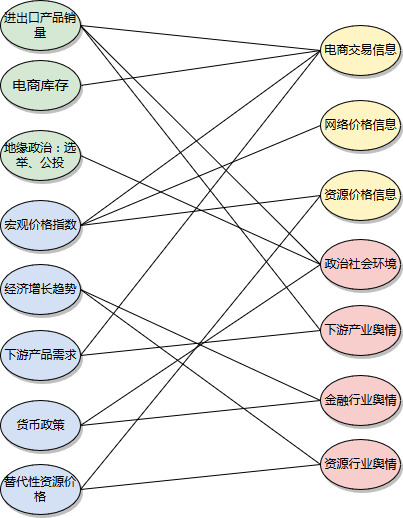 进出口产品销
量
电商库存
地缘政治：选
举、公投
宏观价格指数
经济增长趋势
下游产品需求
货币政策
替代性资源价
格
电商交易信息
网络价格信息
资源价格信息
政治社会环境
下游产业舆情
金融行业舆情
资源行业舆情